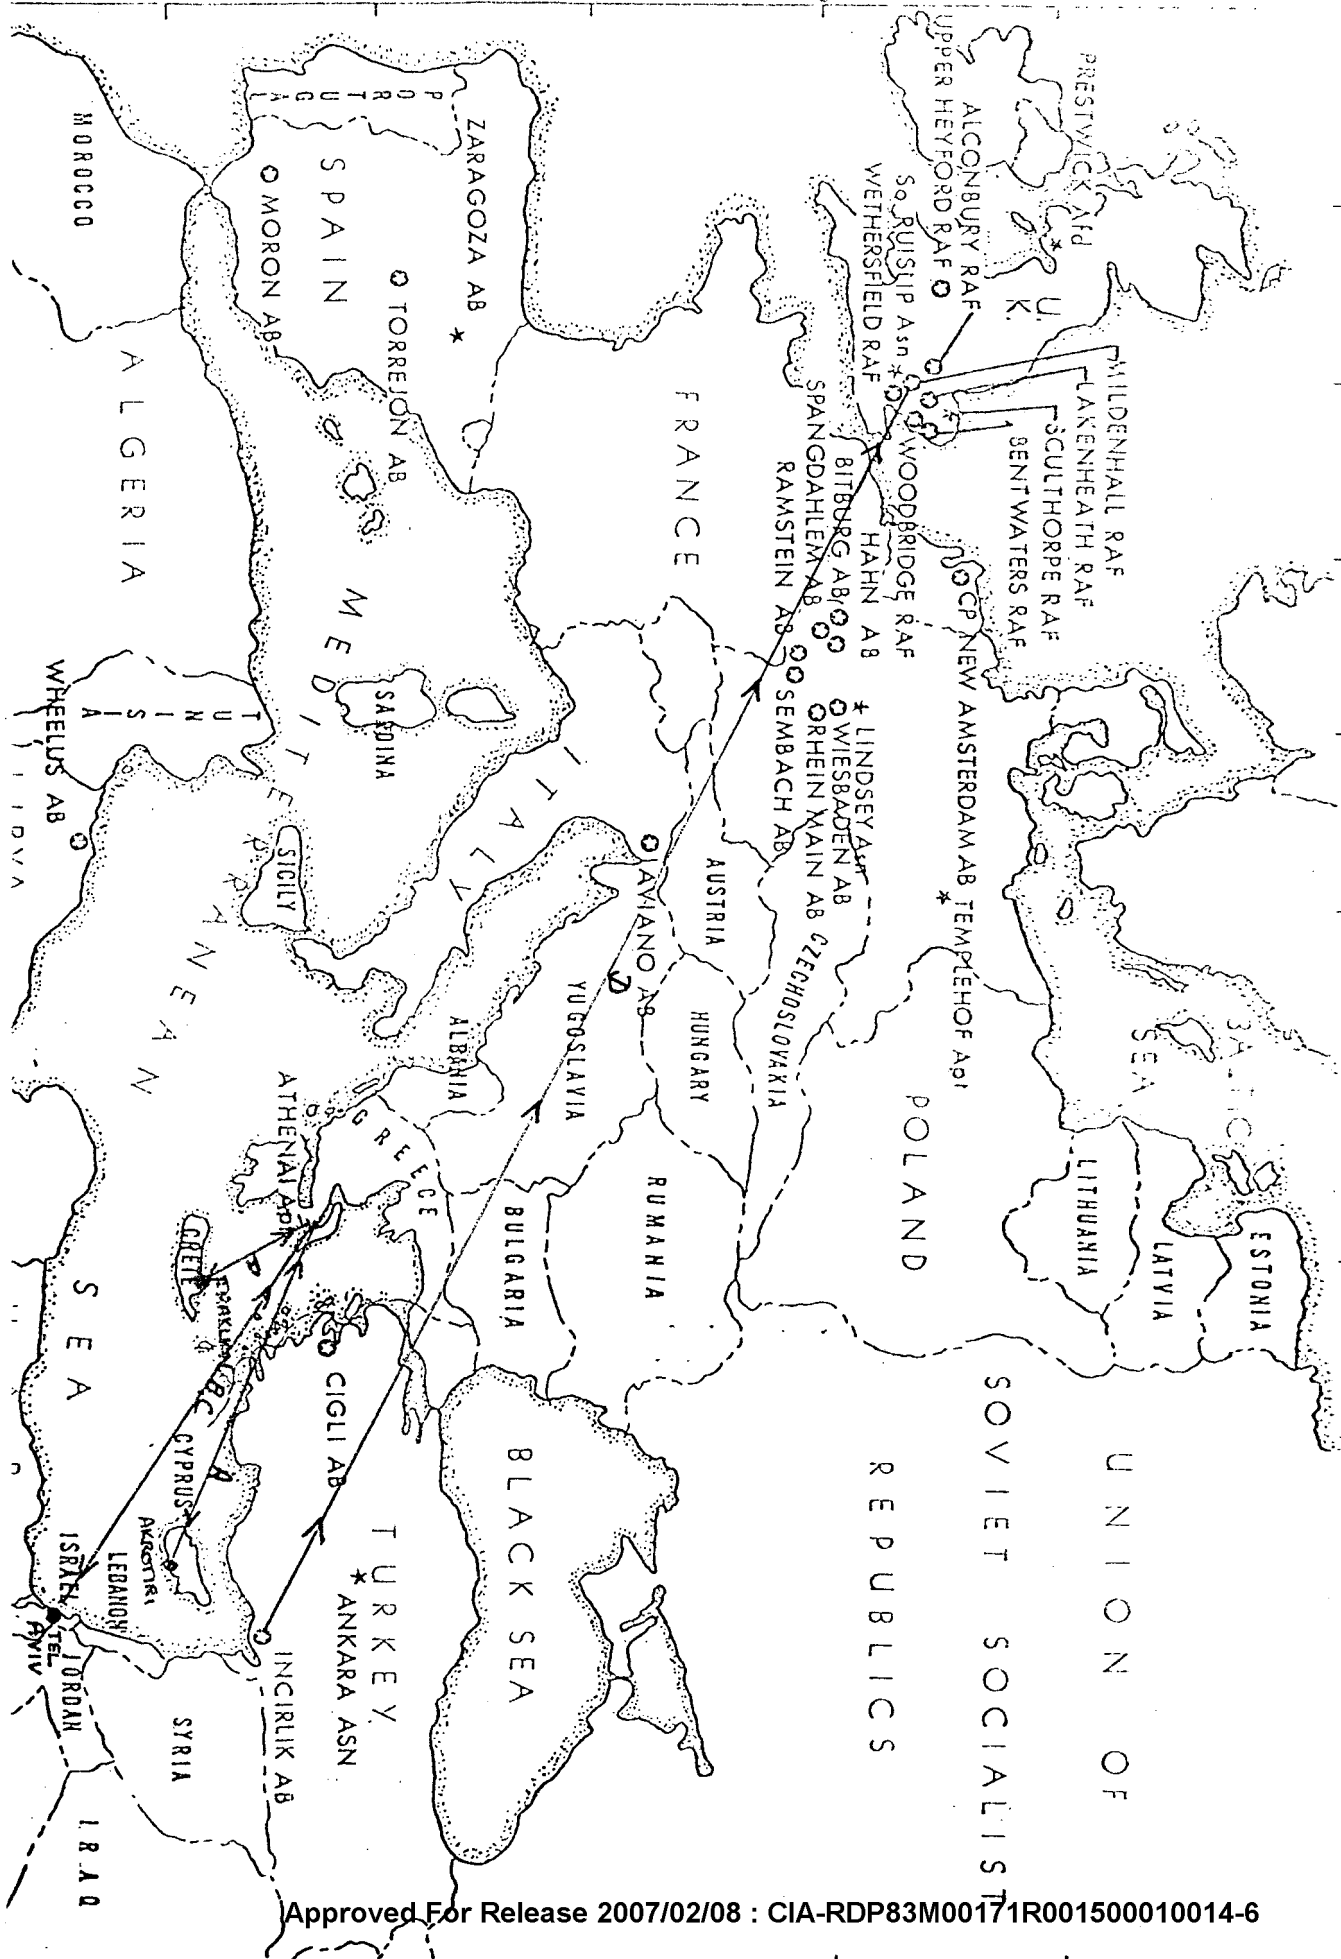 PRESTWICK Afd
U.
K.
UPPER HEYFORD RAF
ALCONBURY RAF
So. RUISLIP Asn
WETHERSFIELD RAF
MILDENHALL RAF
LAKENHEATH RAF
SCULTHORPE RAF
BENTWATERS RAF
WOODBRIDGE RAF
HAHN AB
BITBURG AB
SPANGDAHLEM AB
RAMSTEIN AB
SEMBACH AB
CP NEW AMSTERDAM AB
TEMPLEHOF Apt
LINDSEY Asn
WIESBADEN AB
RHEIN MAIN AB
BALTIC
SEA
ESTONIA
LATVIA
LITHUANIA
POLAND
UNION OF
SOVIET SOCIALIST
REPUBLICS
FRANCE
CZECHOSLOVAKIA
AUSTRIA
HUNGARY
RUMANIA
PORTUGAL
SPAIN
ZARAGOZA AB
TORREJON AB
MORON AB
ITALY
AVIANO AB
D
YUGOSLAVIA
ALBANIA
BULGARIA
GREECE
ATHENAI APT
BLACK SEA
TURKEY
ANKARA ASN
CIGLI AB
INCIRLIK AB
SARDINA
SICILY
MEDITERRANEAN
SEA
CRETE
D
B
C
A
CYPRUS
AKROTIRI
LEBANON
ISRAEL
TEL
AVIV
JORDAN
SYRIA
IRAQ
MOROCCO
ALGERIA
TUNISIA
WHEELUS AB
Approved For Release 2007/02/08 : CIA-RDP83M00171R001500010014-6